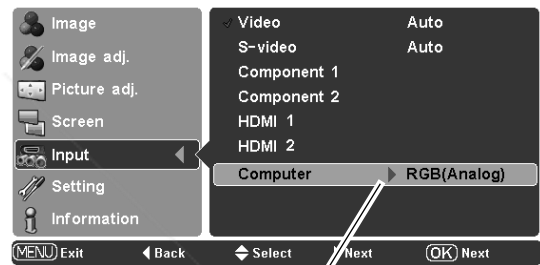 Image
Image adj.
Picture adj.
Screen
Input
Setting
Information
Video Auto
S-video Auto
Component 1
Component 2
HDMI 1
HDMI 2
Computer RGB(Analog)
MENU Exit Back Select Next OK Next